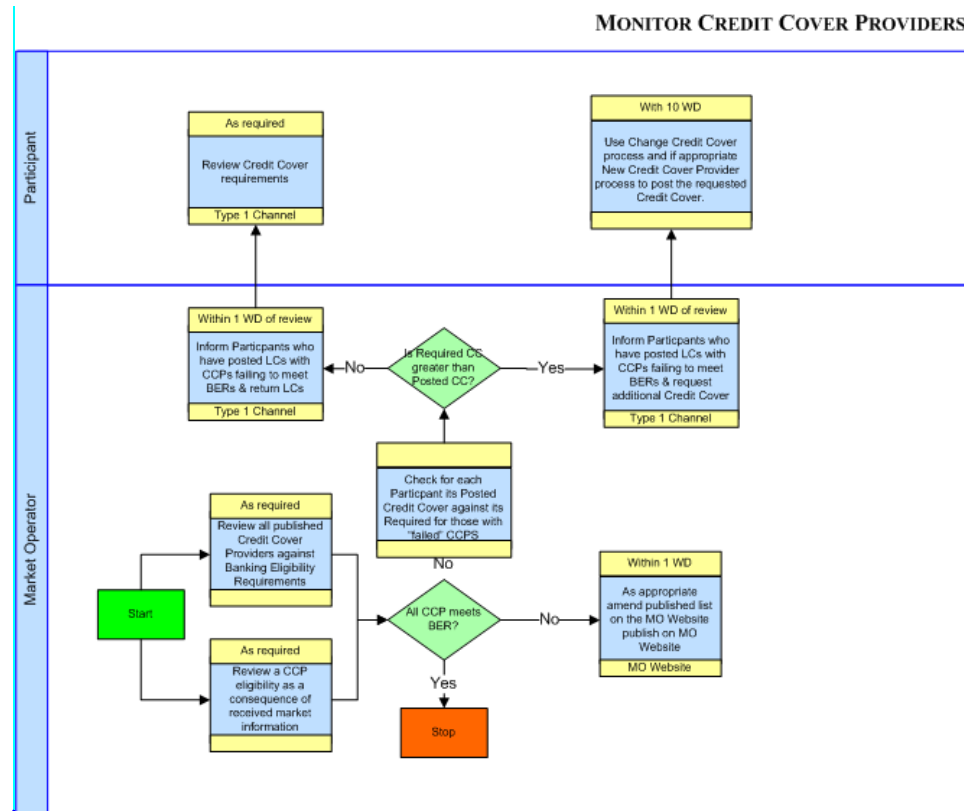 MONITOR CREDIT COVER PROVIDERS
Participant
As required
Review Credit Cover
requirements
Type 1 Channel
With 10 WD
Use Change Credit Cover
process and if appropriate
New Credit Cover Provider
process to post the requested
Credit Cover.
Market Operator
Within 1 WD of review
Inform Particpants who
have posted LCs with
CCPs failing to meet
BERs & return LCs
Type 1 Channel
No
Is Required CC
greater than
Posted CC?
Yes
Within 1 WD of review
Inform Participants who
have posted LCs with
CCPs failing to meet
BERs & request
additional Credit Cover
Type 1 Channel
Check for each
Particpant its Posted
Credit Cover against its
Required for those with
"failed" CCPS
No
As required
Review all published
Credit Cover
Providers against
Banking Eligibility
Requirements
Start
As required
Review a CCP
eligibility as a
consequence of
received market
information
All CCP meets
BER?
No
Yes
Stop
Within 1 WD
As appropriate
amend published list
on the MO Website
publish on MO
Website
MO Website